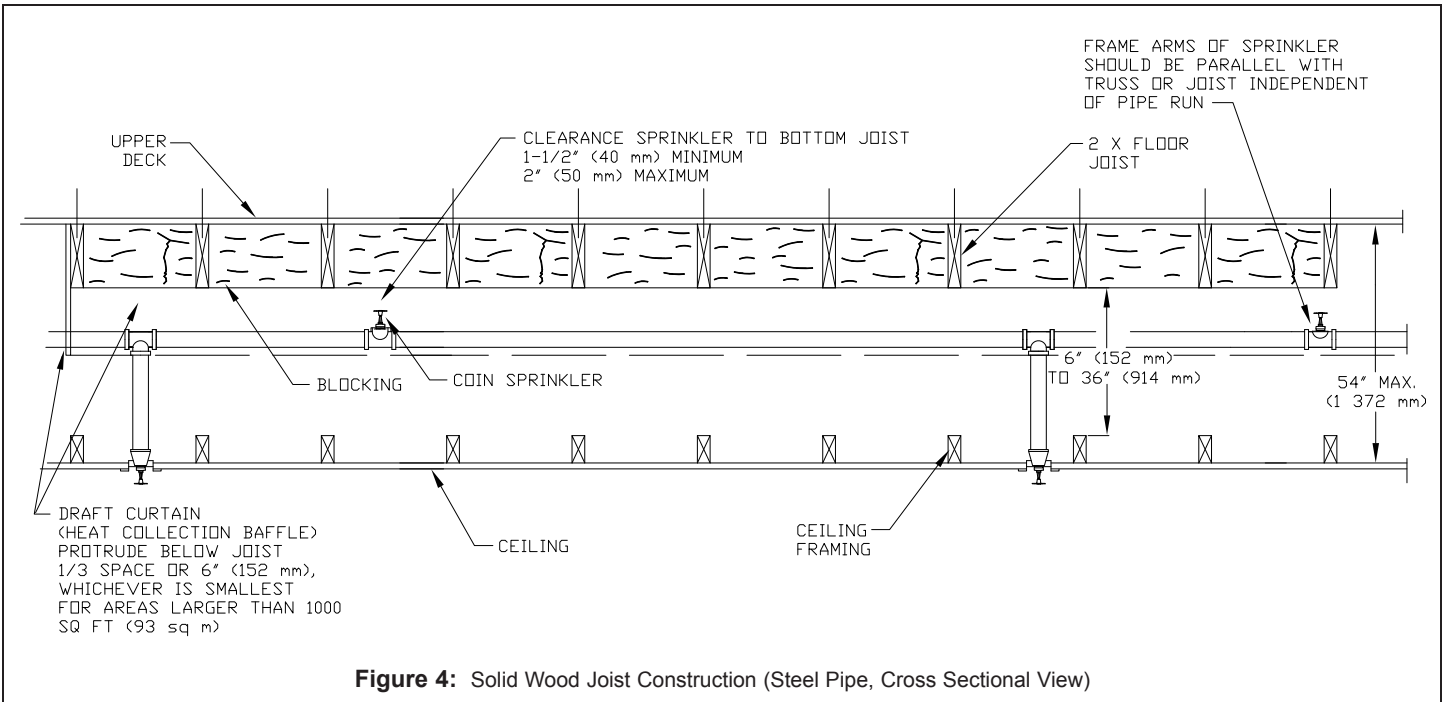 FRAME ARMS OF SPRINKLER
SHOULD BE PARALLEL WITH
TRUSS OR JOIST INDEPENDENT
OF PIPE RUN
UPPER
DECK
CLEARANCE SPRINKLER TO BOTTOM JOIST
1-1/2" (40 mm) MINIMUM
2" (50 mm) MAXIMUM
2 X FLOOR
JOIST
BLOCKING
COIN SPRINKLER
6" (152 mm)
TO 36" (914 mm)
54" MAX.
(1 372 mm)
DRAFT CURTAIN
(HEAT COLLECTION BAFFLE)
PROTRUDE BELOW JOIST
1/3 SPACE OR 6" (152 mm),
WHICHEVER IS SMALLEST
FOR AREAS LARGER THAN 1000
SQ FT (93 sq m)
CEILING
CEILING
FRAMING
Figure 4: Solid Wood Joist Construction (Steel Pipe, Cross Sectional View)